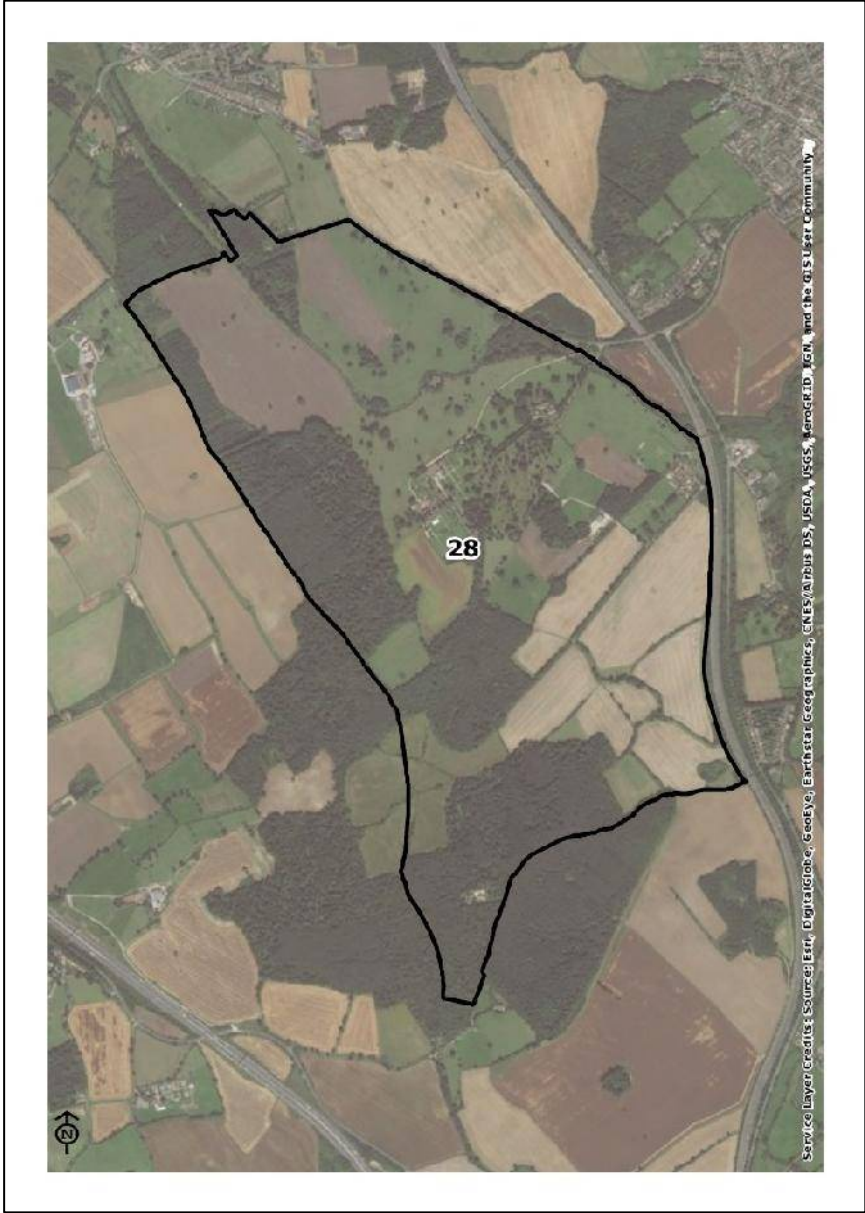 28
N
Service Layer Credits: Source: Esri, DigitalGlobe, GeoEye, Earthstar Geographics, CNES/Airbus DS, USDA, USGS, AeroGRID, IGN, and the GIS User Community